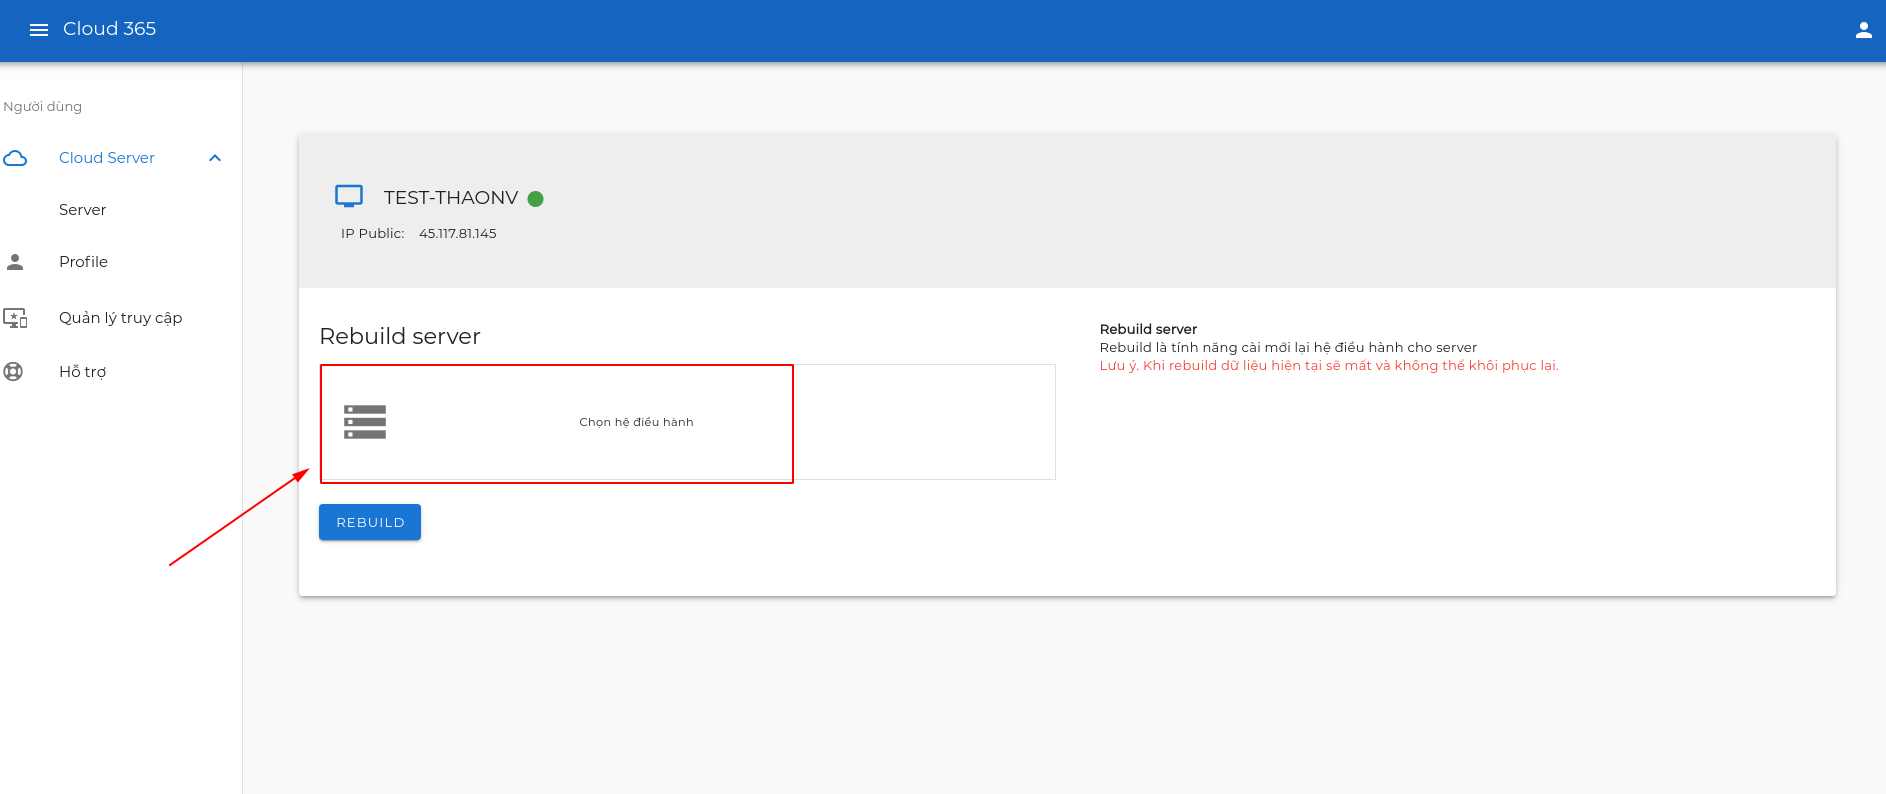 Cloud 365
Người dùng
Cloud Server
Server
Profile
Quản lý truy cập
Hỗ trợ
TEST-THAONV
IP Public: 45.117.81.145
Rebuild server
Chọn hệ điều hành
REBUILD
Rebuild server
Rebuild là tính năng cài mới lại hệ điều hành cho server
Lưu ý. Khi rebuild dữ liệu hiện tại sẽ mất và không thể khôi phục lại.